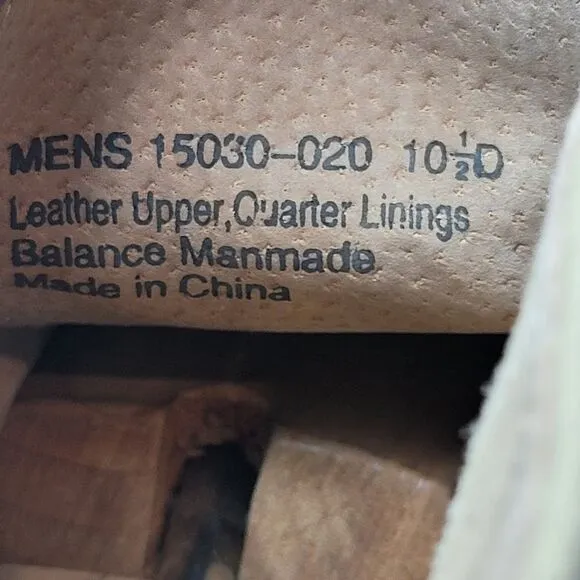 MENS 15030-020 10½D
Leather Upper,Quarter Linings
Balance Manmade
Made in China